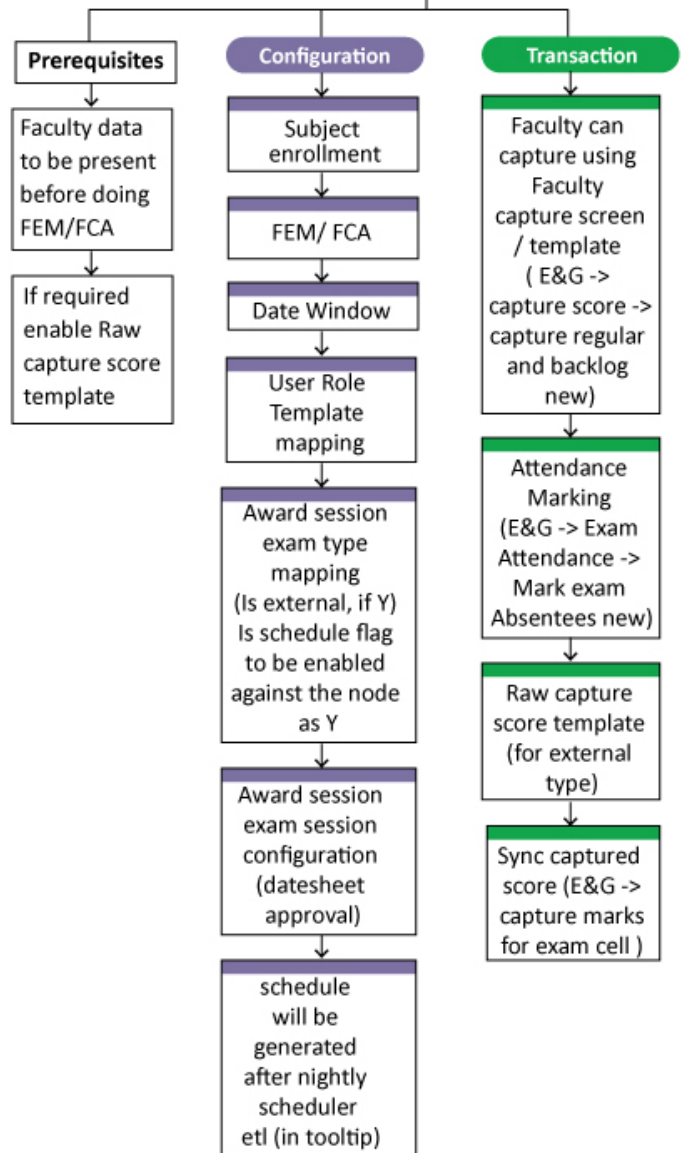 Prerequisites
Faculty data
to be present
before doing
FEM/FCA
If required
enable Raw
capture score
template
Configuration
Subject
enrollment
FEM/ FCA
Date Window
User Role
Template
mapping
Award session
exam type
mapping
(Is external, if Y)
Is schedule flag
to be enabled
against the node
as Y
Award session
exam session
configuration
(datesheet
approval)
schedule
will be
generated
after nightly
scheduler
etl (in tooltip)
Transaction
Faculty can
capture using
Faculty
capture screen
/ template
( E&G ->
capture score ->
capture regular
and backlog
new)
Attendance
Marking
(E&G -> Exam
Attendance ->
Mark exam
Absentees new)
Raw capture
score template
(for external
type)
Sync captured
score (E&G ->
capture marks
for exam cell )